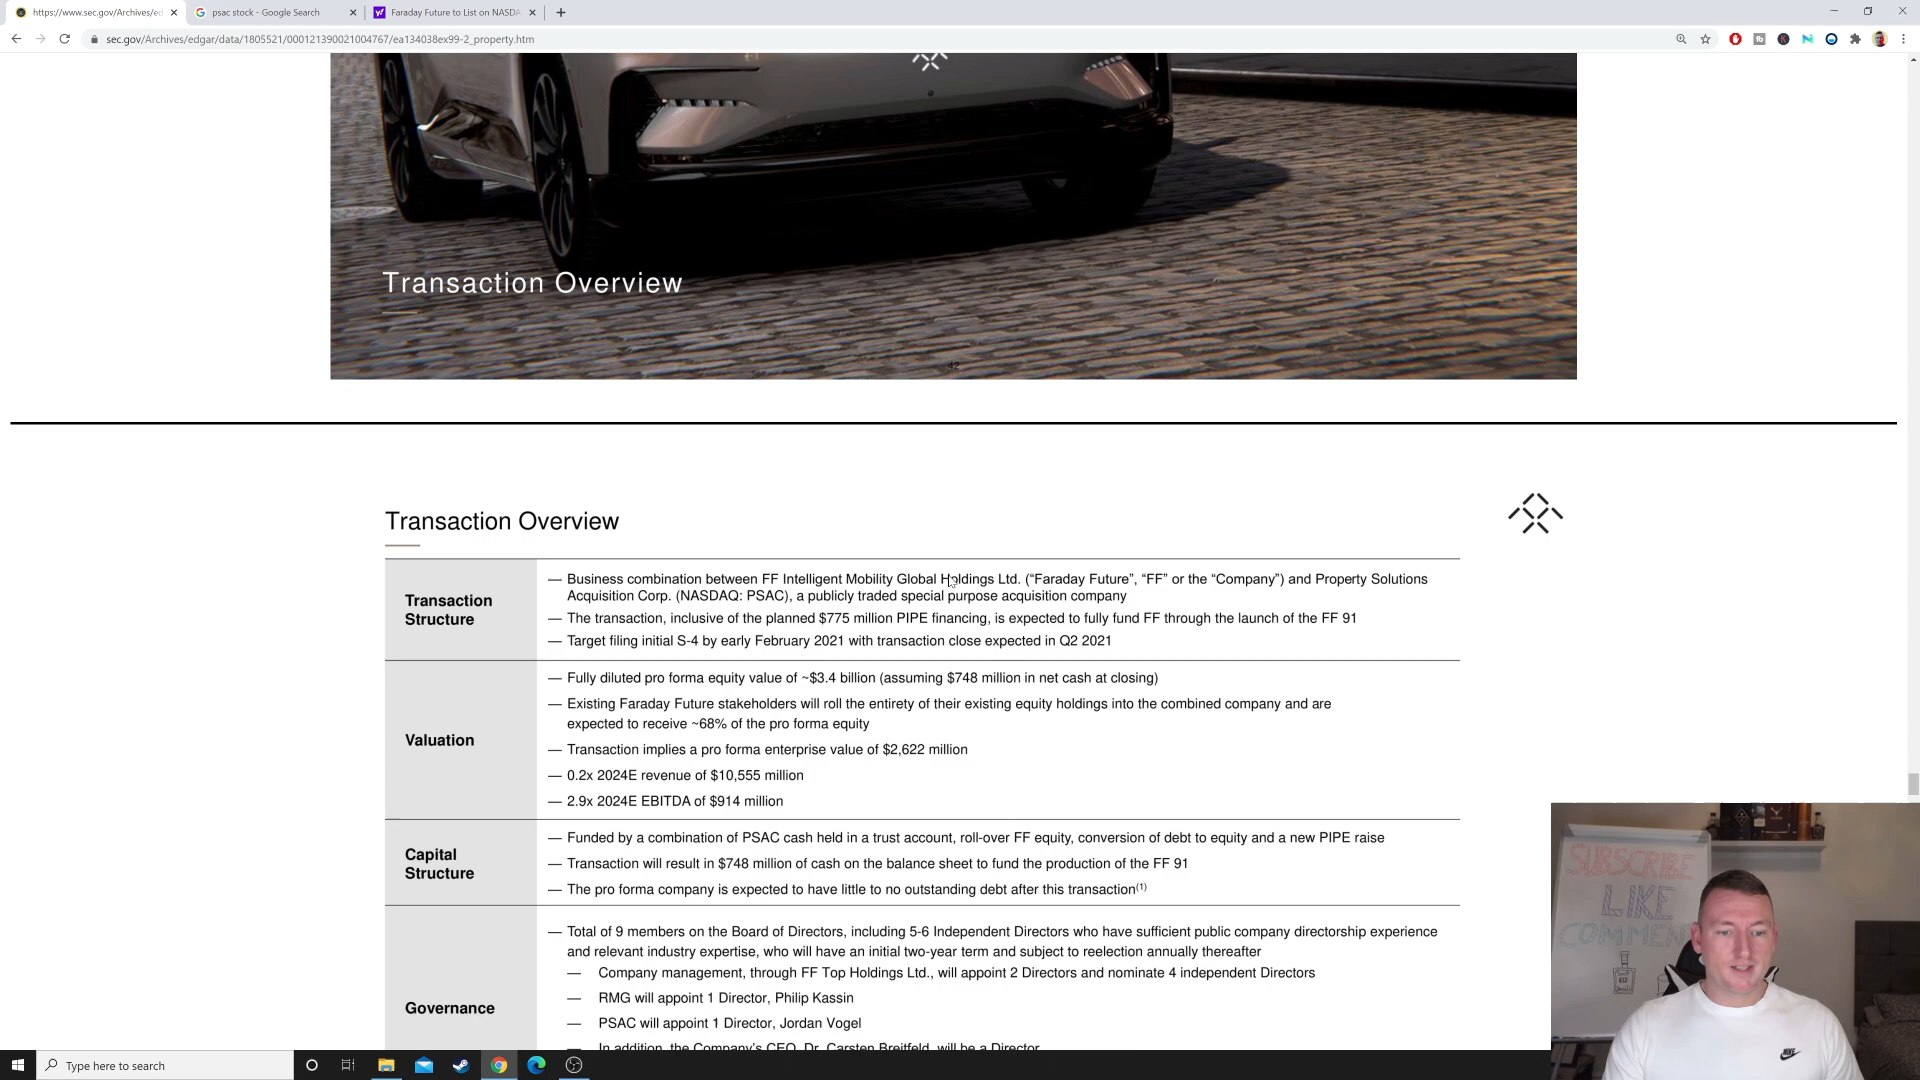 https://www.sec.gov/Archives/ed
psac stock - Google Search
Faraday Future to List on NASDA
sec.gov/Archives/edgar/data/1805521/000121390021004767/ea134038ex99-2_property.htm
Transaction Overview
42
Transaction Overview
Transaction Structure
— Business combination between FF Intelligent Mobility Global Holdings Ltd. (“Faraday Future”, “FF” or the “Company”) and Property Solutions
Acquisition Corp. (NASDAQ: PSAC), a publicly traded special purpose acquisition company
— The transaction, inclusive of the planned $775 million PIPE financing, is expected to fully fund FF through the launch of the FF 91
— Target filing initial S-4 by early February 2021 with transaction close expected in Q2 2021
Valuation
— Fully diluted pro forma equity value of ~$3.4 billion (assuming $748 million in net cash at closing)
— Existing Faraday Future stakeholders will roll the entirety of their existing equity holdings into the combined company and are
expected to receive ~68% of the pro forma equity
— Transaction implies a pro forma enterprise value of $2,622 million
— 0.2x 2024E revenue of $10,555 million
— 2.9x 2024E EBITDA of $914 million
Capital Structure
— Funded by a combination of PSAC cash held in a trust account, roll-over FF equity, conversion of debt to equity and a new PIPE raise
— Transaction will result in $748 million of cash on the balance sheet to fund the production of the FF 91
— The pro forma company is expected to have little to no outstanding debt after this transaction(1)
Governance
— Total of 9 members on the Board of Directors, including 5-6 Independent Directors who have sufficient public company directorship experience
and relevant industry expertise, who will have an initial two-year term and subject to reelection annually thereafter
— Company management, through FF Top Holdings Ltd., will appoint 2 Directors and nominate 4 independent Directors
— RMG will appoint 1 Director, Philip Kassin
— PSAC will appoint 1 Director, Jordan Vogel
— In addition, the Company's CEO, Dr. Carsten Breitfeld, will be a Director
SUBSCRIBE
LIKE
COMMEN
Type here to search